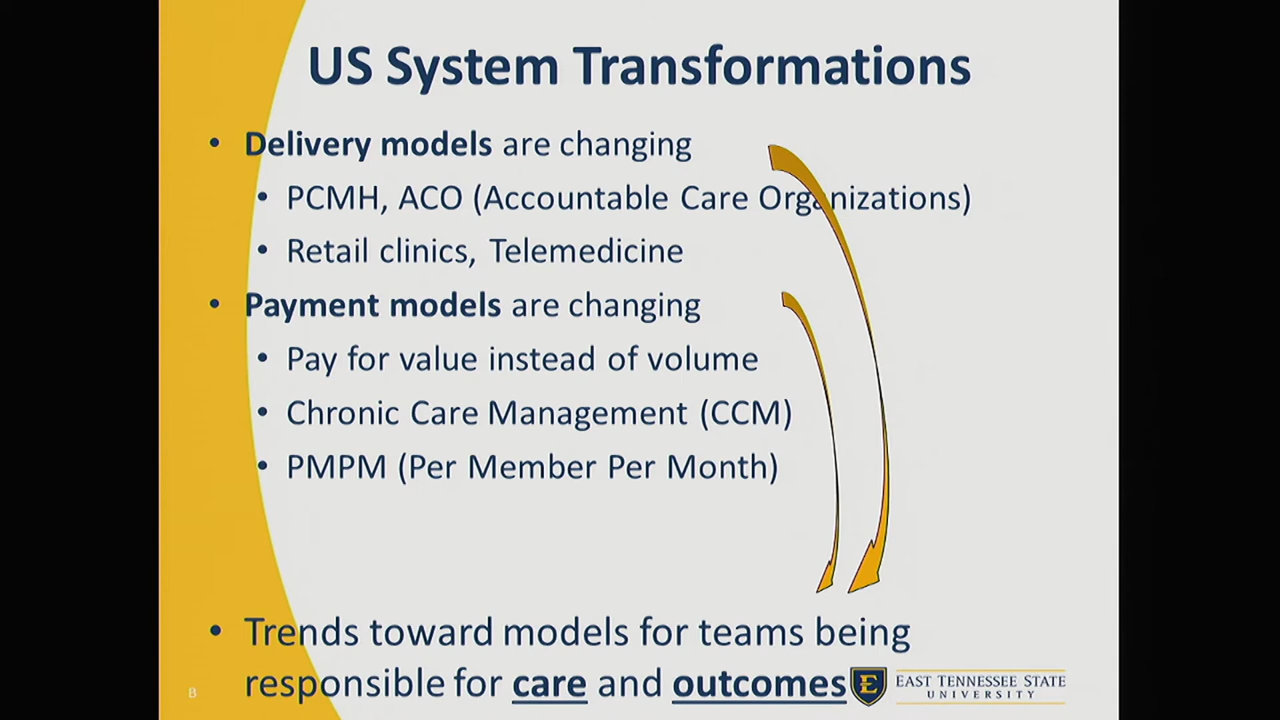 US System Transformations
• Delivery models are changing
• PCMH, ACO (Accountable Care Organizations)
• Retail clinics, Telemedicine
• Payment models are changing
• Pay for value instead of volume
• Chronic Care Management (CCM)
• PMPM (Per Member Per Month)
• Trends toward models for teams being
responsible for care and outcomes
B
E
EAST TENNESSEE STATE
UNIVERSITY